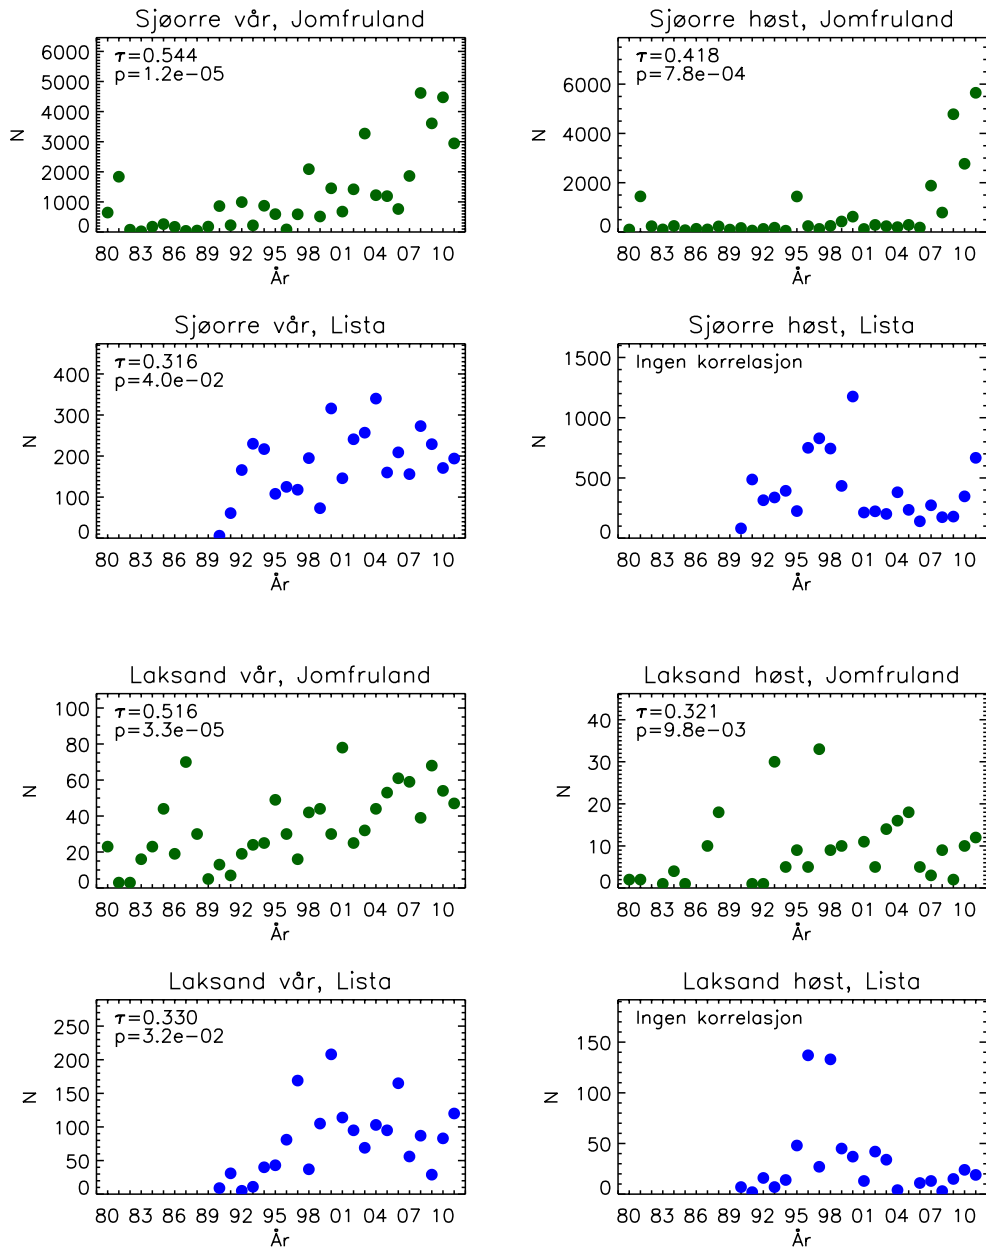 Sjøorre vår, Jomfruland
τ=0.544
p=1.2e-05
6000
5000
4000
3000
2000
1000
0
N
80 83 86 89 92 95 98 01 04 07 10
År
Sjøorre høst, Jomfruland
τ=0.418
p=7.8e-04
6000
4000
2000
0
N
80 83 86 89 92 95 98 01 04 07 10
År
Sjøorre vår, Lista
τ=0.316
p=4.0e-02
400
300
200
100
0
N
80 83 86 89 92 95 98 01 04 07 10
År
Sjøorre høst, Lista
Ingen korrelasjon
1500
1000
500
0
N
80 83 86 89 92 95 98 01 04 07 10
År
Laksand vår, Jomfruland
τ=0.516
p=3.3e-05
100
80
60
40
20
0
N
80 83 86 89 92 95 98 01 04 07 10
År
Laksand høst, Jomfruland
τ=0.321
p=9.8e-03
40
30
20
10
0
N
80 83 86 89 92 95 98 01 04 07 10
År
Laksand vår, Lista
τ=0.330
p=3.2e-02
250
200
150
100
50
0
N
80 83 86 89 92 95 98 01 04 07 10
År
Laksand høst, Lista
Ingen korrelasjon
150
100
50
0
N
80 83 86 89 92 95 98 01 04 07 10
År